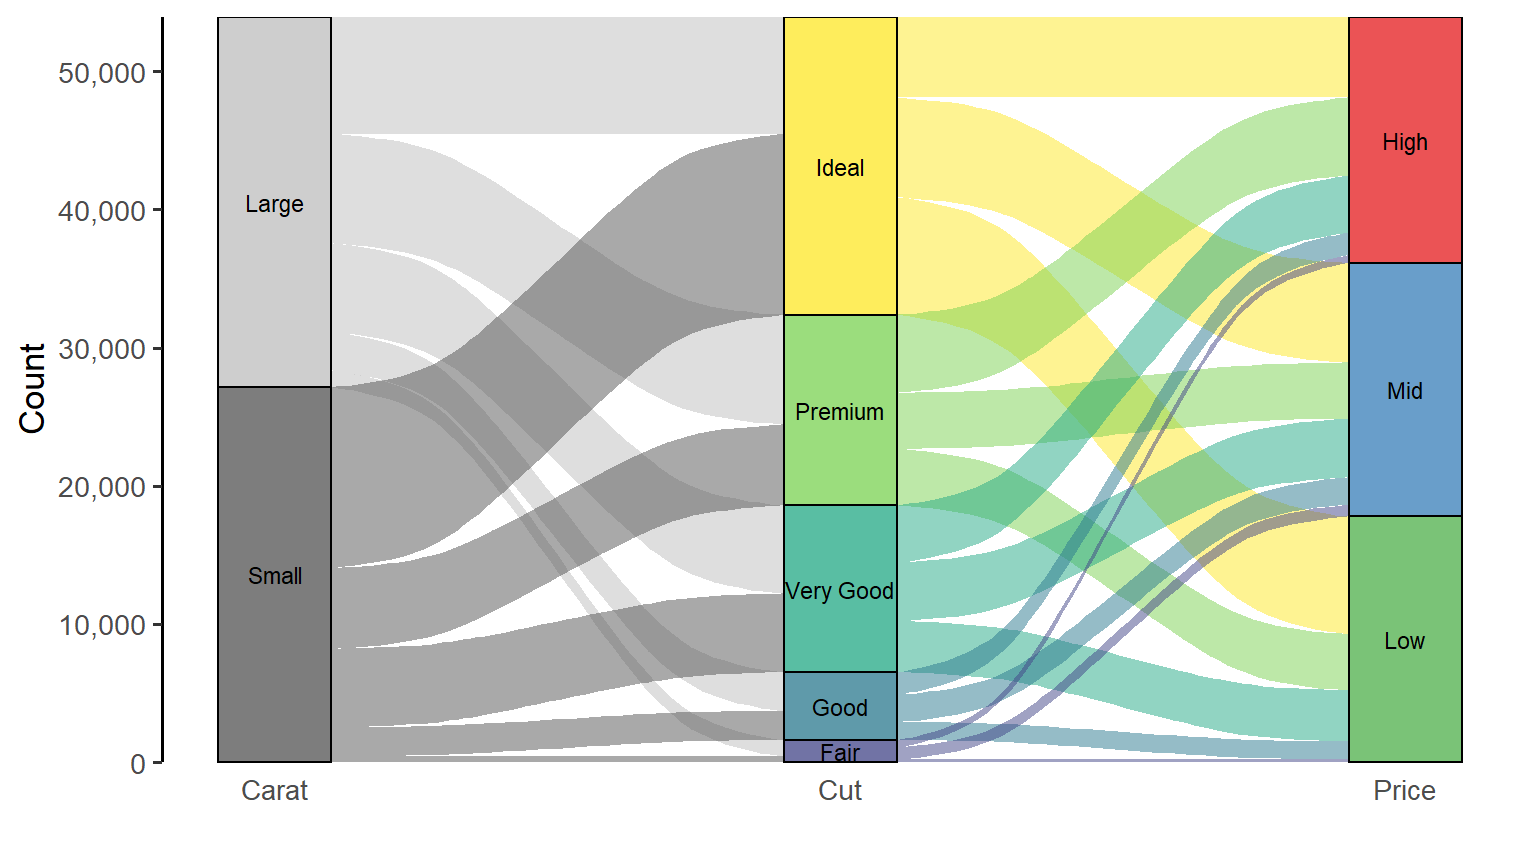 50,000
40,000
30,000
20,000
10,000
0
Count
Large
Small
Ideal
Premium
Very Good
Good
Fair
High
Mid
Low
Carat
Cut
Price